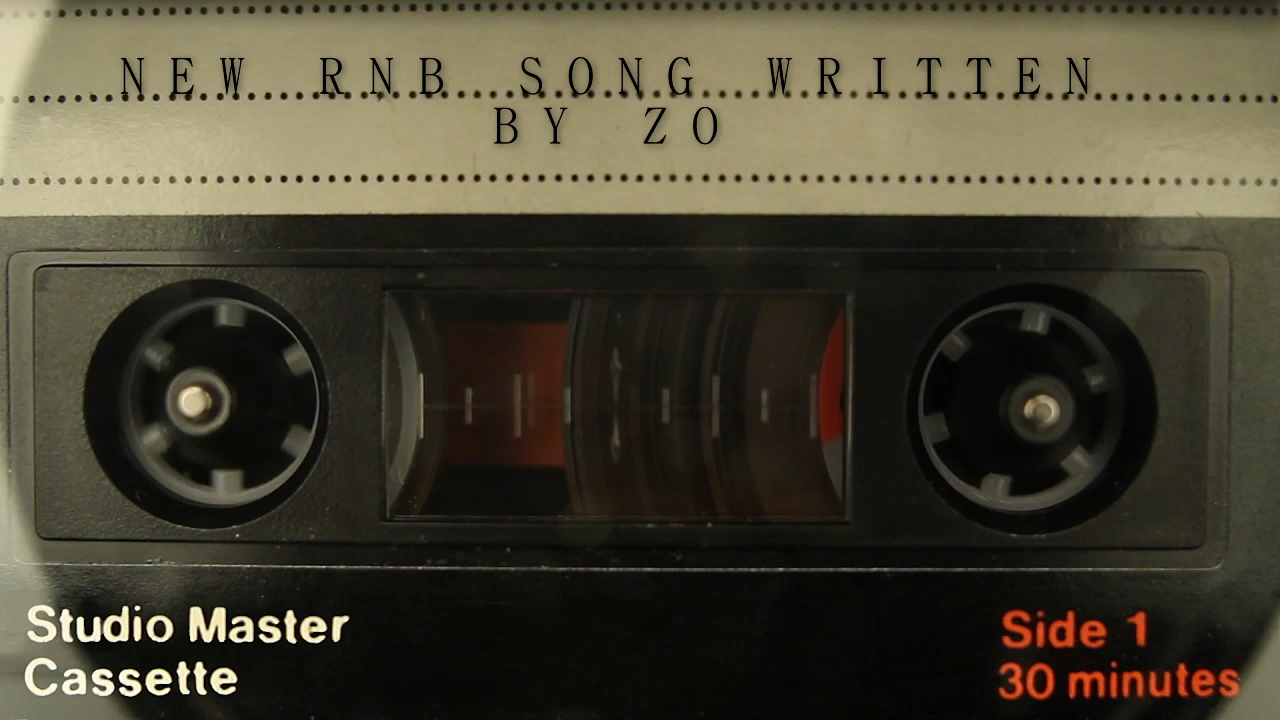 NEW RNB SONG WRITTEN
BY ZO
Studio Master
Cassette
Side 1
30 minutes